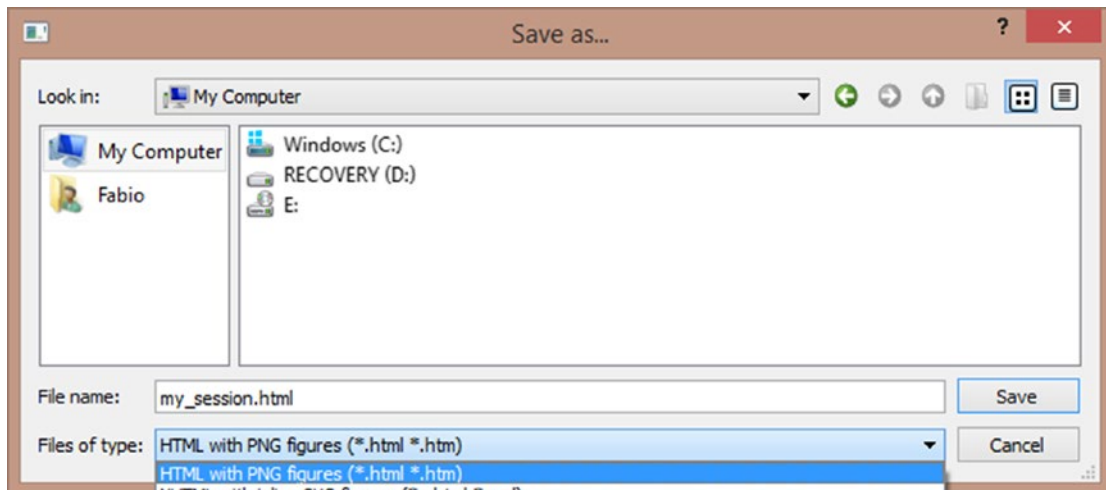 Save as...
?
Look in:
My Computer
My Computer
Fabio
Windows (C:)
RECOVERY (D:)
E:
File name:
my_session.html
Save
Files of type:
HTML with PNG figures (*.html *.htm)
Cancel
HTML with PNG figures (*.html *.htm)